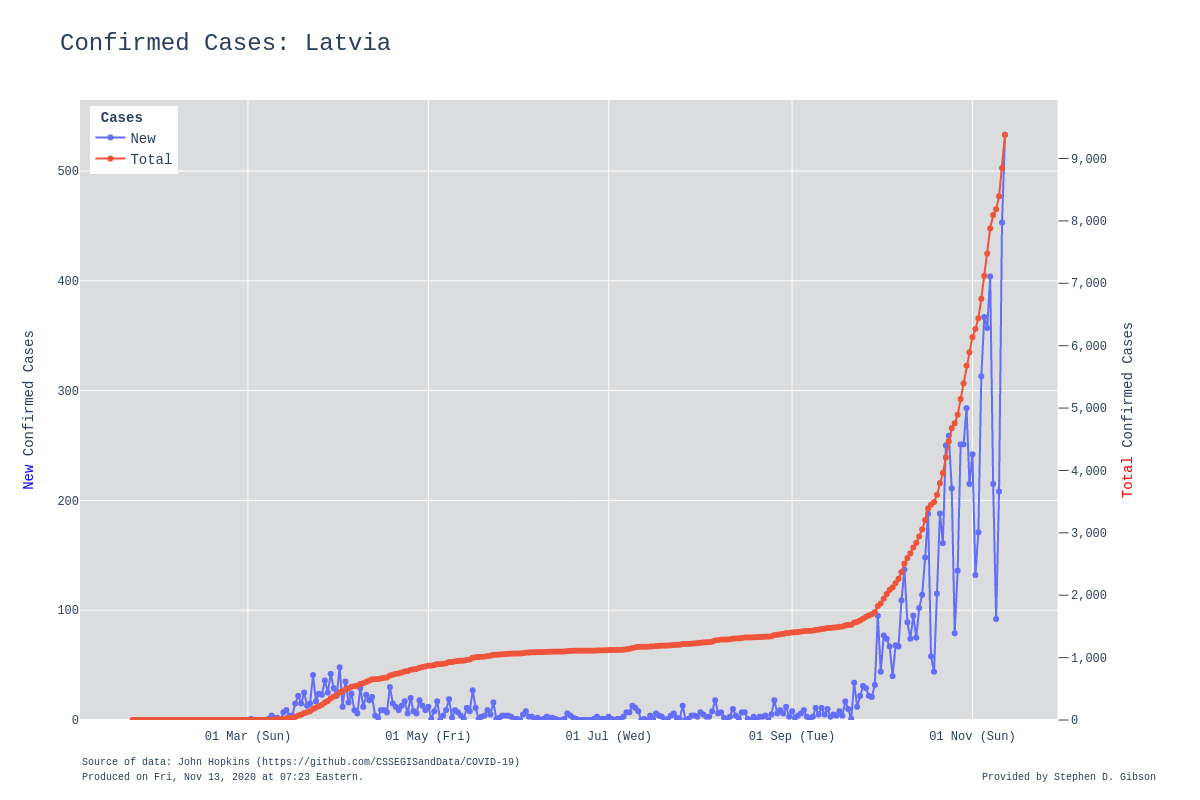 Confirmed Cases: Latvia
Cases
New
Total
500
400
300
200
100
0
New Confirmed Cases
9,000
8,000
7,000
6,000
5,000
4,000
3,000
2,000
1,000
0
Total Confirmed Cases
01 Mar (Sun)
01 May (Fri)
01 Jul (Wed)
01 Sep (Tue)
01 Nov (Sun)
Source of data: John Hopkins (https://github.com/CSSEGISandData/COVID-19)
Produced on Fri, Nov 13, 2020 at 07:23 Eastern.
Provided by Stephen D. Gibson